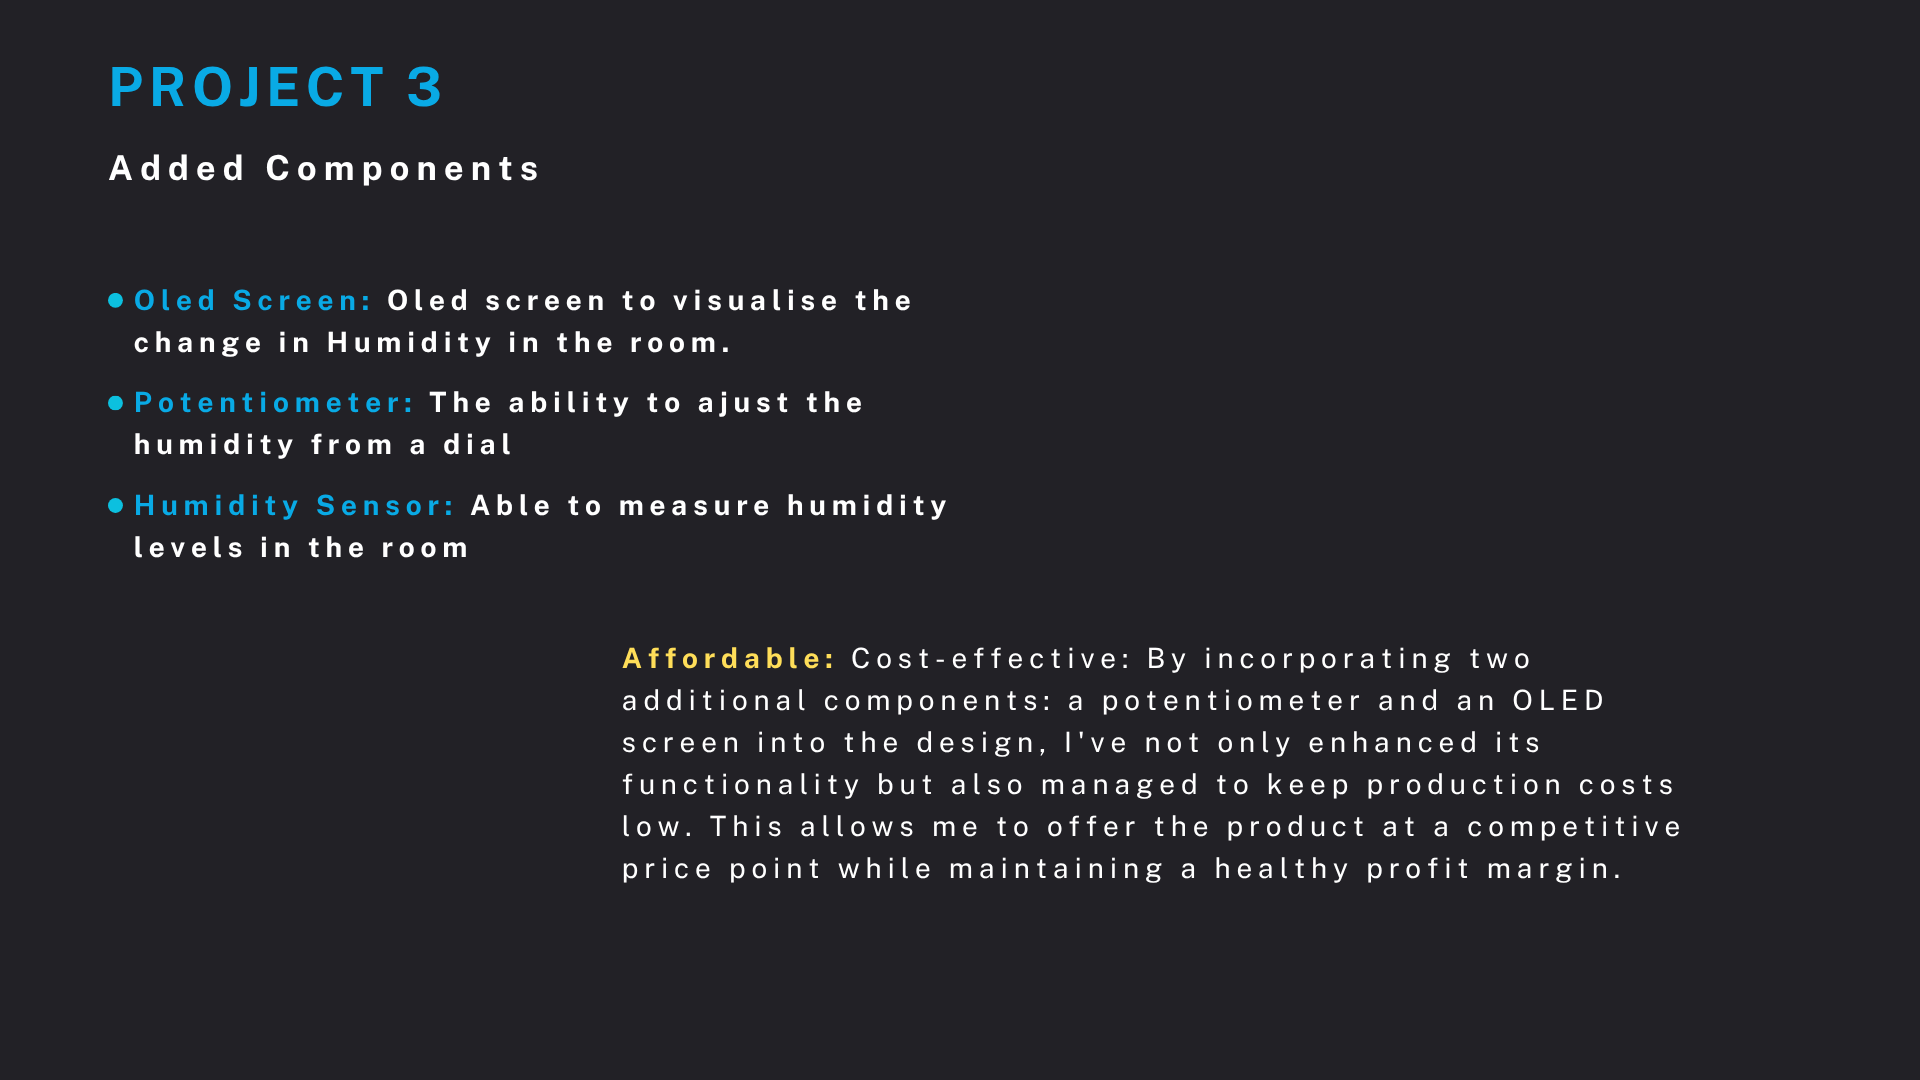 PROJECT 3
Added Components
Oled Screen: Oled screen to visualise the
change in Humidity in the room.
Potentiometer: The ability to ajust the
humidity from a dial
Humidity Sensor: Able to measure humidity
levels in the room
Affordable: Cost-effective: By incorporating two
additional components: a potentiometer and an OLED
screen into the design, I've not only enhanced its
functionality but also managed to keep production costs
low. This allows me to offer the product at a competitive
price point while maintaining a healthy profit margin.